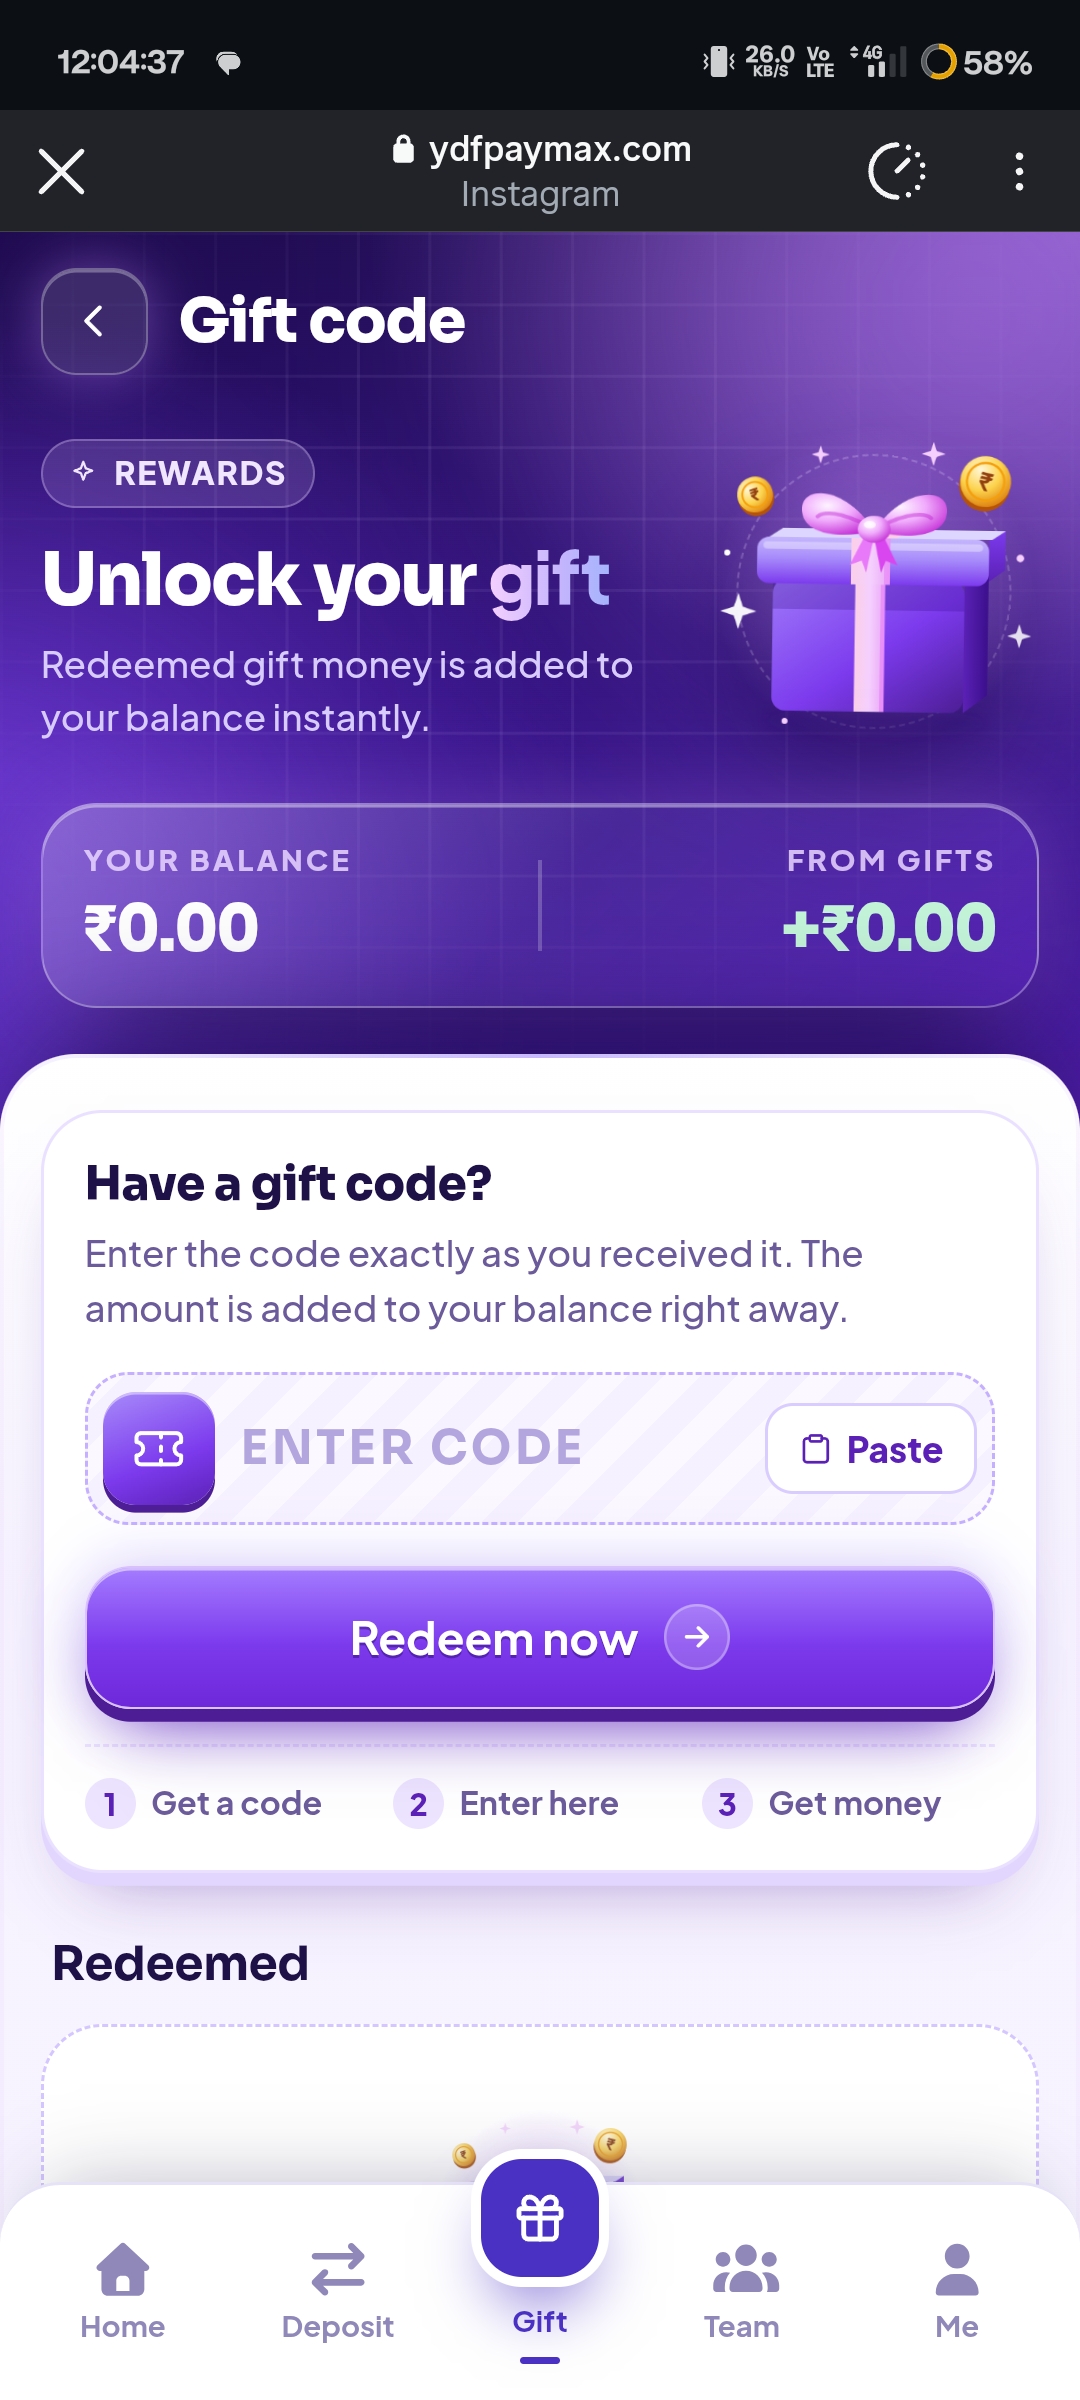 12:04:37
26.0
KB/S
Vo
LTE
4G
58%
ydfpaymax.com
Instagram
Gift code
REWARDS
Unlock your gift
Redeemed gift money is added to
your balance instantly.
YOUR BALANCE
FROM GIFTS
₹0.00
+₹0.00
Have a gift code?
Enter the code exactly as you received it. The
amount is added to your balance right away.
ENTER CODE
Paste
Redeem now
1 Get a code
2 Enter here
3 Get money
Redeemed
Home
Deposit
Gift
Team
Me